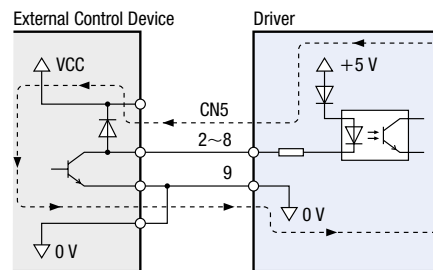 External Control Device
Driver
VCC
+5 V
CN5
2~8
9
0 V
0 V